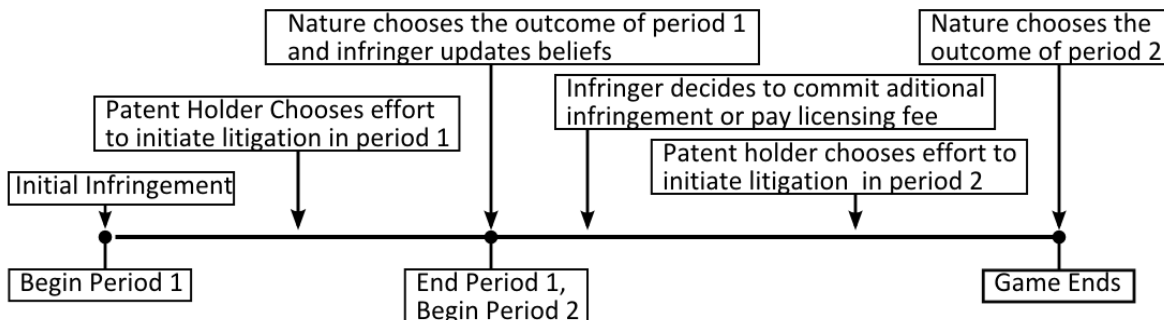 Nature chooses the outcome of period 1
and infringer updates beliefs
Nature chooses the
outcome of period 2
Patent Holder Chooses effort
to initiate litigation in period 1
Infringer decides to commit aditional
infringement or pay licensing fee
Patent holder chooses effort to
initiate litigation in period 2
Initial Infringement
Begin Period 1
End Period 1,
Begin Period 2
Game Ends